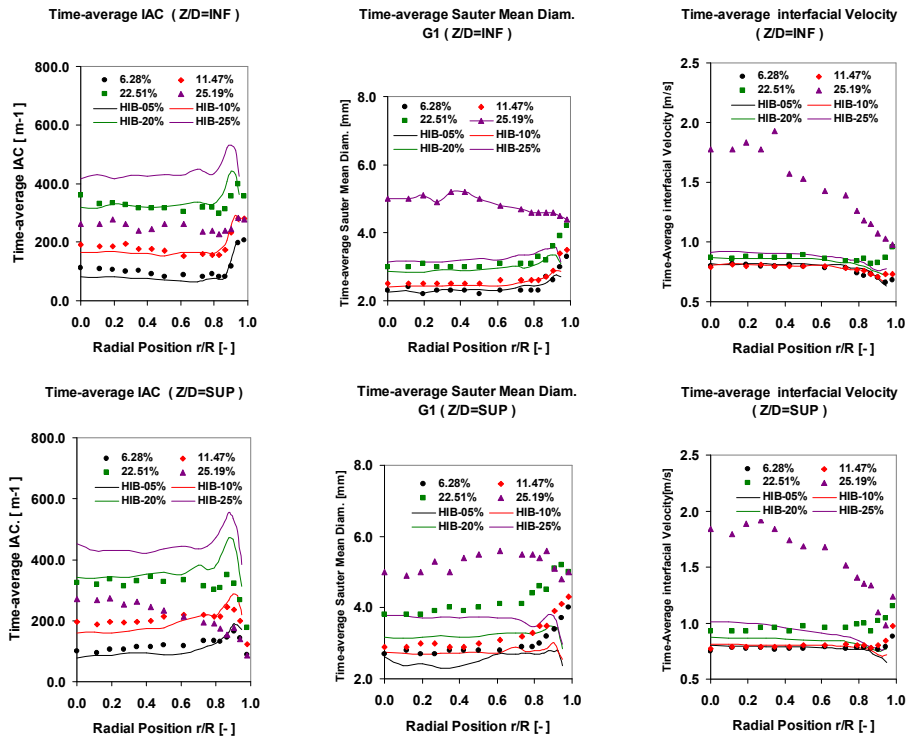 Time-average IAC ( Z/D=INF )
800.0
600.0
400.0
200.0
0.0
Time-average IAC [ m-1 ]
6.28% 11.47%
22.51% 25.19%
HIB-05% HIB-10%
HIB-20% HIB-25%
0.0 0.2 0.4 0.6 0.8 1.0
Radial Position r/R [- ]
Time-average Sauter Mean Diam.
G1 ( Z/D=INF )
8.0
6.0
4.0
2.0
Time-average Sauter Mean Diam. [mm]
6.28% 11.47%
22.51% 25.19%
HIB-05% HIB-10%
HIB-20% HIB-25%
0.0 0.2 0.4 0.6 0.8 1.0
Radial Position r/R [- ]
Time-average interfacial Velocity
( Z/D=INF )
2.5
2.0
1.5
1.0
0.5
Time-Average interfacial Velocity [m/s]
6.28% 11.47%
22.51% 25.19%
HIB-05% HIB-10%
HIB-20% HIB-25%
0.0 0.2 0.4 0.6 0.8 1.0
Radial Position r/R [- ]
Time-average IAC ( Z/D=SUP )
800.0
600.0
400.0
200.0
0.0
Time-average IAC. [ m-1 ]
6.28% 11.47%
22.51% 25.19%
HIB-05% HIB-10%
HIB-20% HIB-25%
0.0 0.2 0.4 0.6 0.8 1.0
Radial Position r/R [- ]
Time-average Sauter Mean Diam.
G1 ( Z/D=SUP )
8.0
6.0
4.0
2.0
Time-average Sauter Mean Diam. [mm]
6.28% 11.47%
22.51% 25.19%
HIB-05% HIB-10%
HIB-20% HIB-25%
0.0 0.2 0.4 0.6 0.8 1.0
Radial Position r/R [- ]
Time-average interfacial Velocity
( Z/D=SUP )
2.5
2.0
1.5
1.0
0.5
Time-Average interfacial Velocity[m/s]
6.28% 11.47%
22.51% 25.19%
HIB-05% HIB-10%
HIB-20% HIB-25%
0.0 0.2 0.4 0.6 0.8 1.0
Radial Position r/R [- ]